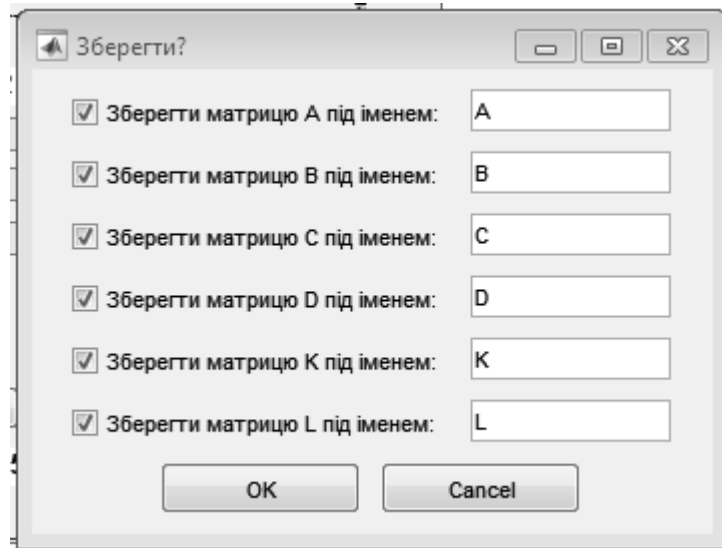 Зберегти?
Зберегти матрицю A під іменем: A
Зберегти матрицю B під іменем: B
Зберегти матрицю C під іменем: C
Зберегти матрицю D під іменем: D
Зберегти матрицю K під іменем: K
Зберегти матрицю L під іменем: L
OK Cancel